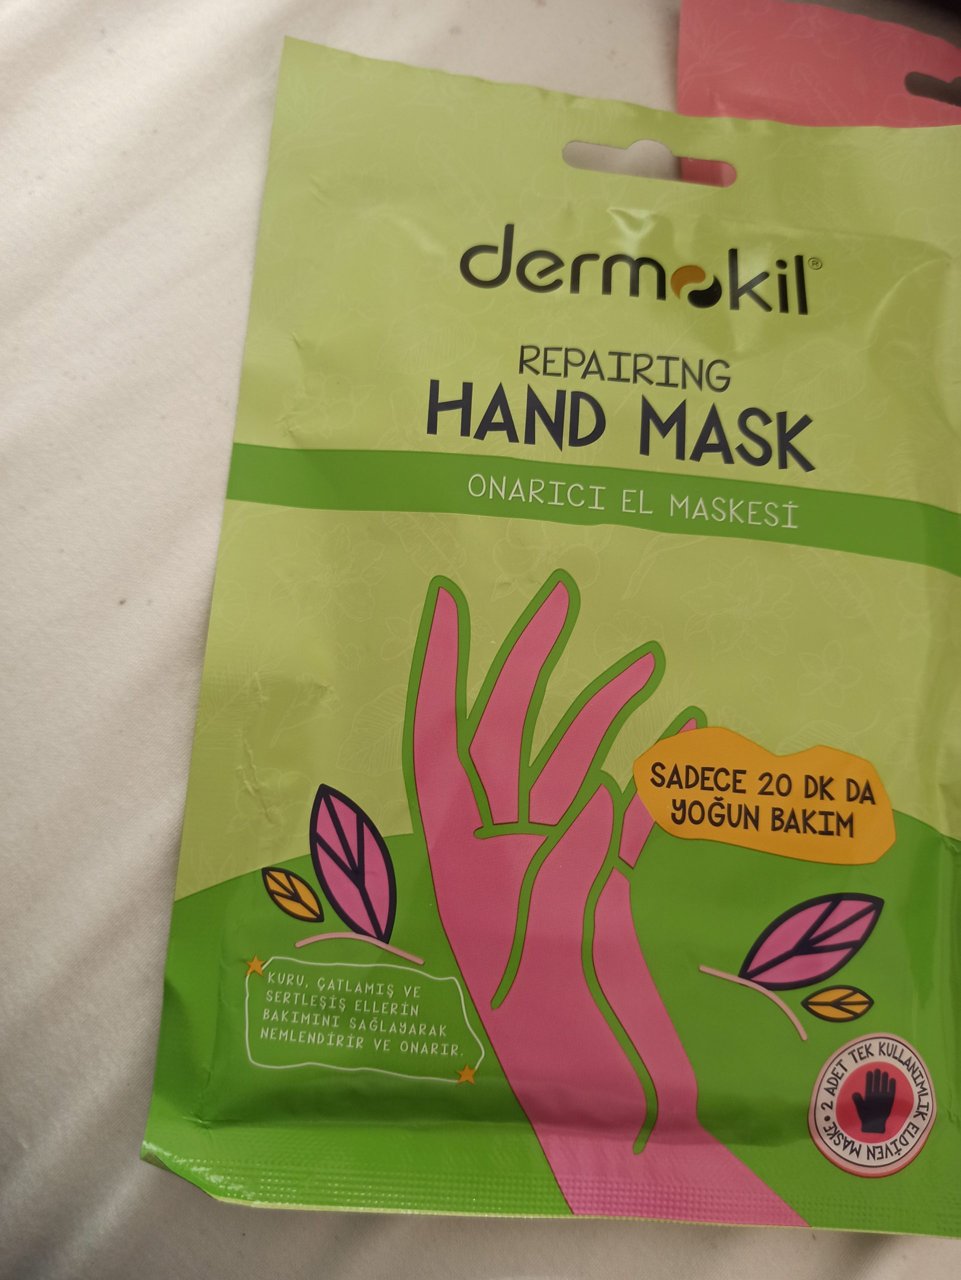 dermokil®
REPAIRING
HAND MASK
ONARICI EL MASKESİ
SADECE 20 DK DA
YOĞUN BAKIM
KURU, ÇATLAMIŞ VE
SERTLEŞİŞ ELLERİN
BAKIMINI SAĞLAYARAK
NEMLENDİRİR VE ONARIR.
2 ADET TEK KULLANIMLIK ELDİVEN MASKE •